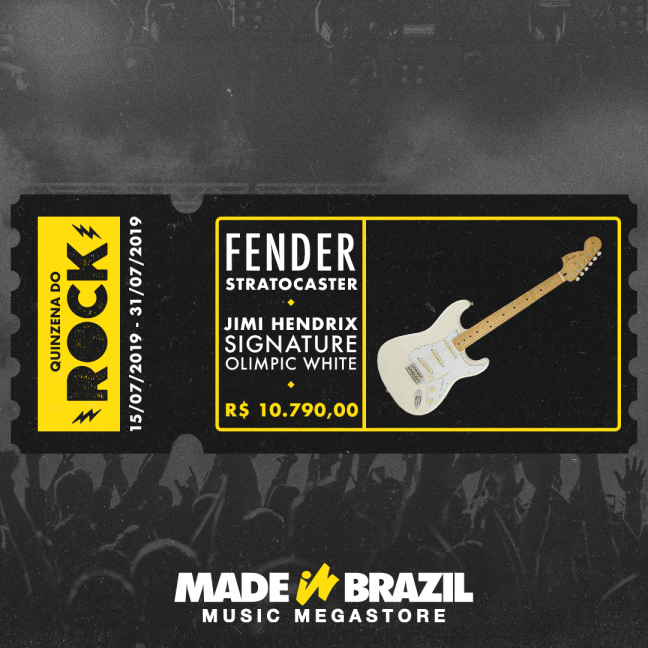 QUINZENA DO
ROCK
15/07/2019 - 31/07/2019
FENDER
STRATOCASTER
JIMI HENDRIX
SIGNATURE
OLIMPIC WHITE
R$ 10.790,00
MADE in BRAZIL
MUSIC MEGASTORE